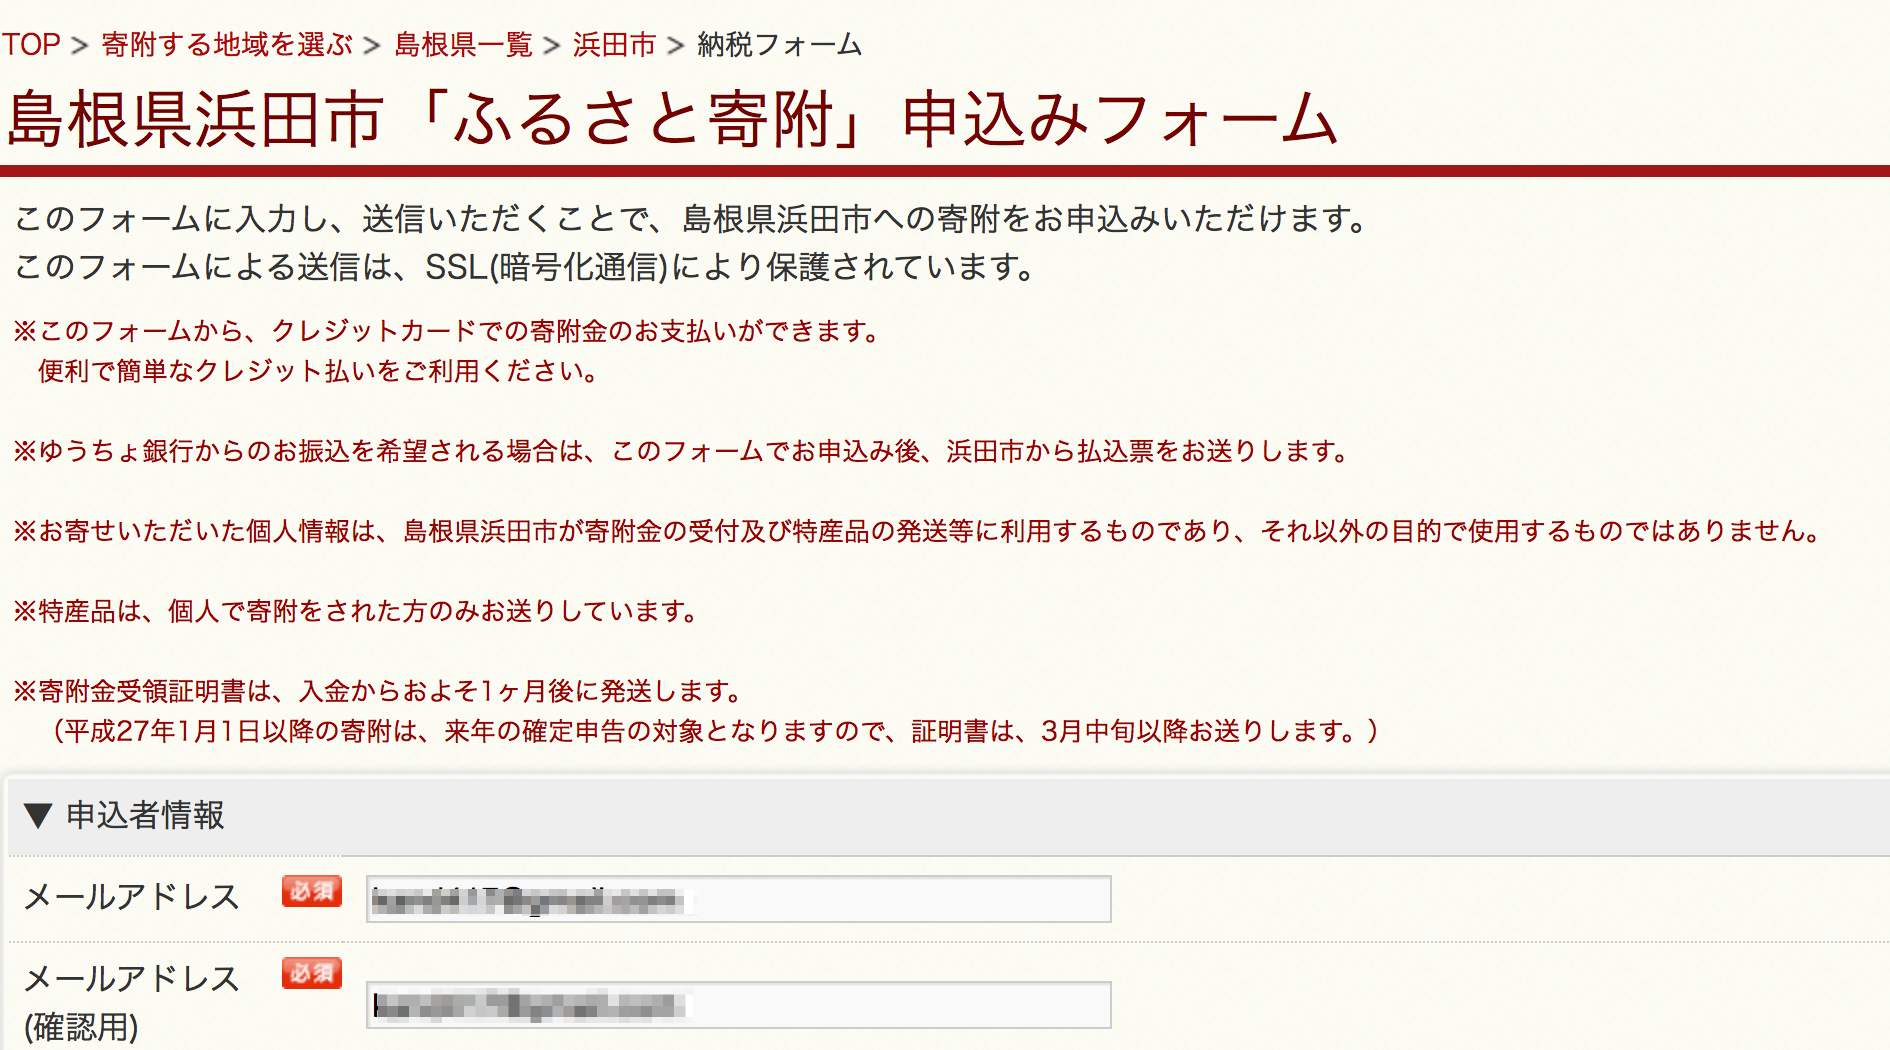 TOP > 寄附する地域を選ぶ > 島根県一覧 > 浜田市 > 納税フォーム
島根県浜田市「ふるさと寄附」申込みフォーム
このフォームに入力し、送信いただくことで、島根県浜田市への寄附をお申込みいただけます。
このフォームによる送信は、SSL(暗号化通信)により保護されています。
※このフォームから、クレジットカードでの寄附金のお支払いができます。
便利で簡単なクレジット払いをご利用ください。
※ゆうちょ銀行からのお振込を希望される場合は、このフォームでお申込み後、浜田市から払込票をお送りします。
※お寄せいただいた個人情報は、島根県浜田市が寄附金の受付及び特産品の発送等に利用するものであり、それ以外の目的で使用するものではありません。
※特産品は、個人で寄附をされた方のみお送りしています。
※寄附金受領証明書は、入金からおよそ1ヶ月後に発送します。
（平成27年1月1日以降の寄附は、来年の確定申告の対象となりますので、証明書は、3月中旬以降お送りします。）
▼ 申込者情報
メールアドレス 必須
メールアドレス 必須
(確認用)